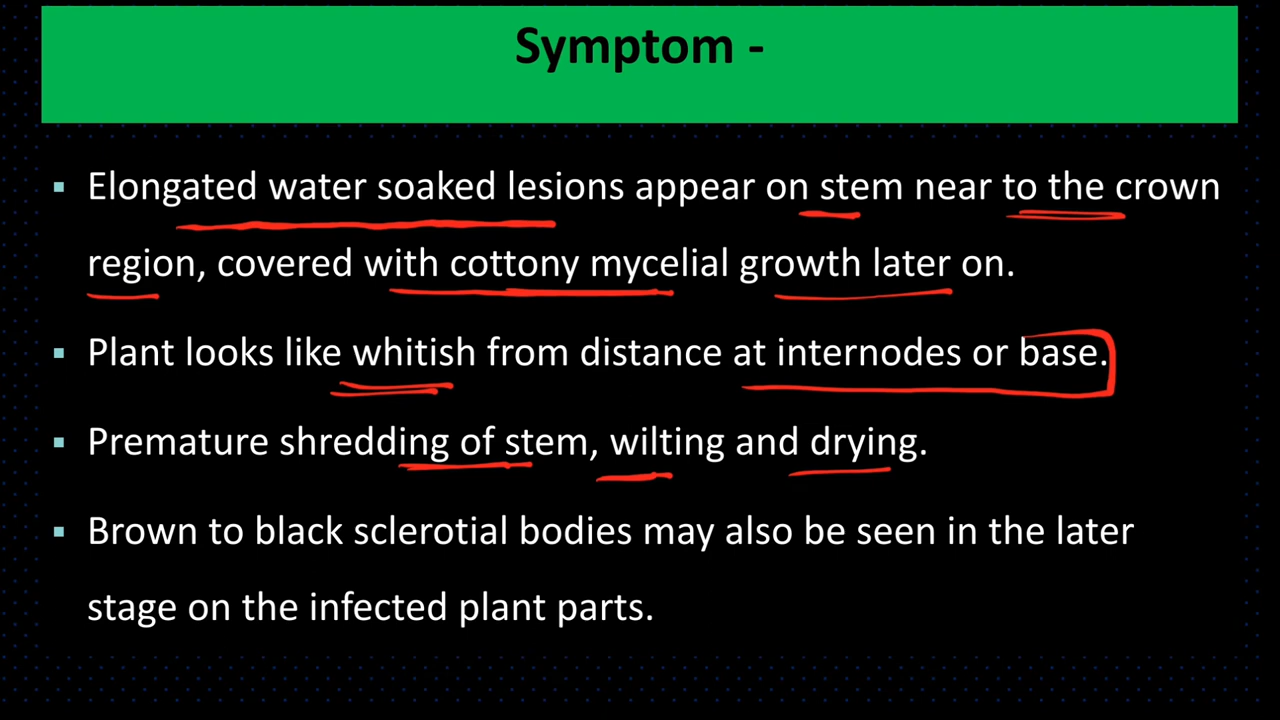 Symptom -
▪ Elongated water soaked lesions appear on stem near to the crown
region, covered with cottony mycelial growth later on.
▪ Plant looks like whitish from distance at internodes or base.
▪ Premature shredding of stem, wilting and drying.
▪ Brown to black sclerotial bodies may also be seen in the later
stage on the infected plant parts.